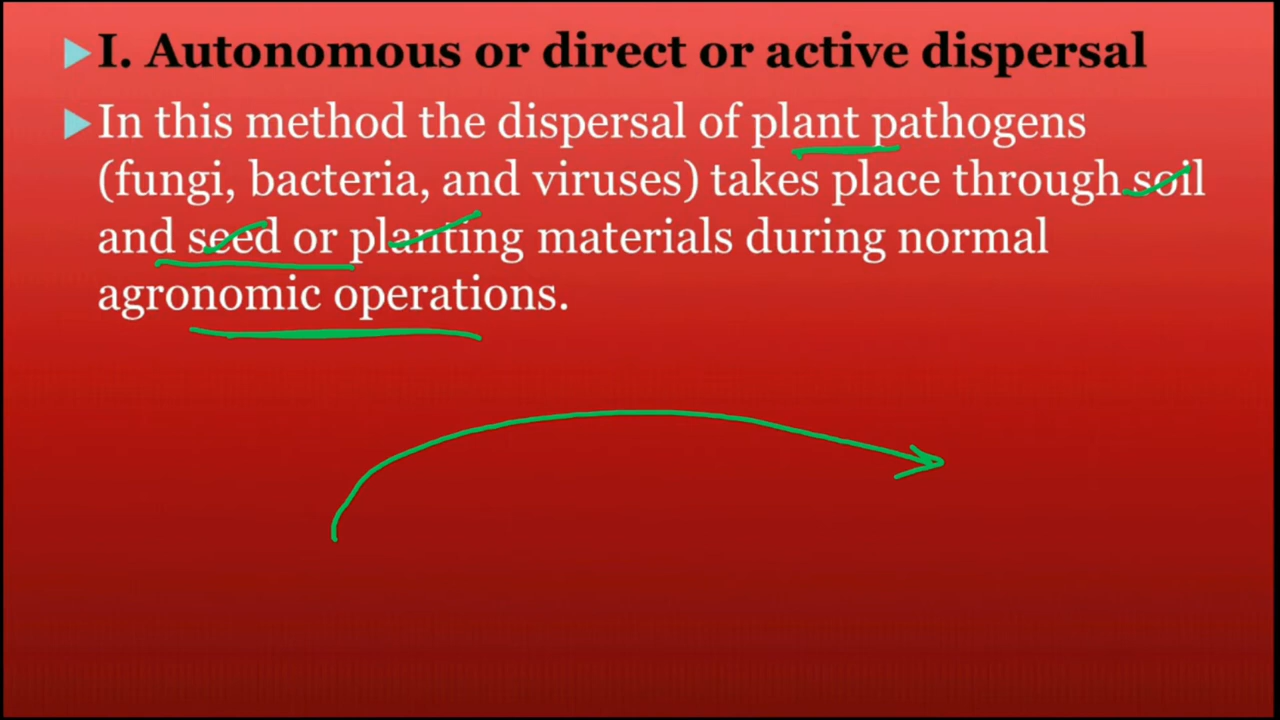 I. Autonomous or direct or active dispersal
In this method the dispersal of plant pathogens
(fungi, bacteria, and viruses) takes place through soil
and seed or planting materials during normal
agronomic operations.